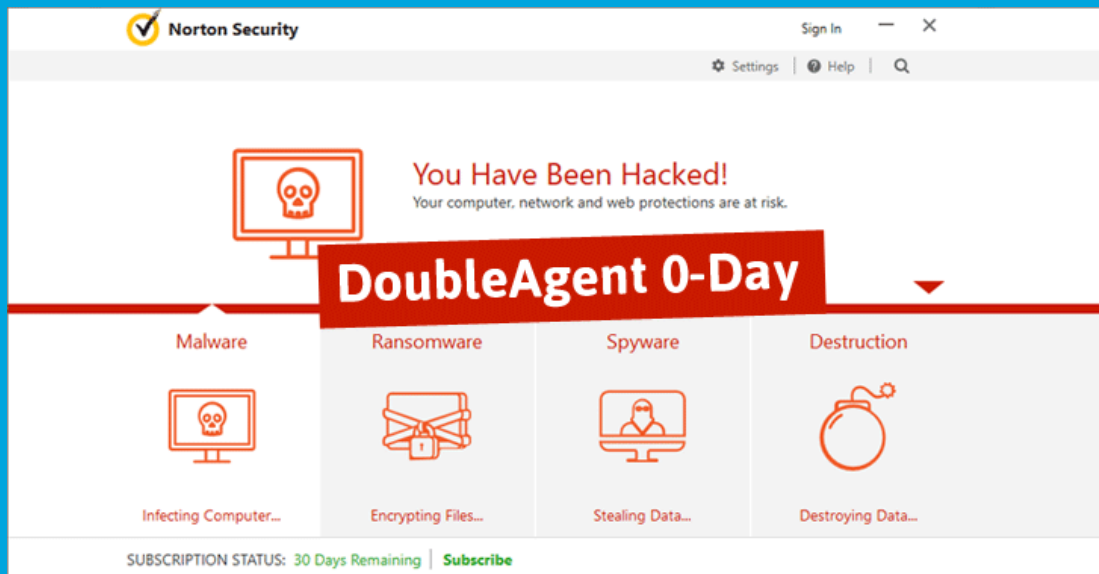 Norton Security
Sign In
Settings
Help
You Have Been Hacked!
Your computer, network and web protections are at risk.
DoubleAgent 0-Day
Malware
Ransomware
Spyware
Destruction
Infecting Computer...
Encrypting Files...
Stealing Data...
Destroying Data...
SUBSCRIPTION STATUS: 30 Days Remaining Subscribe